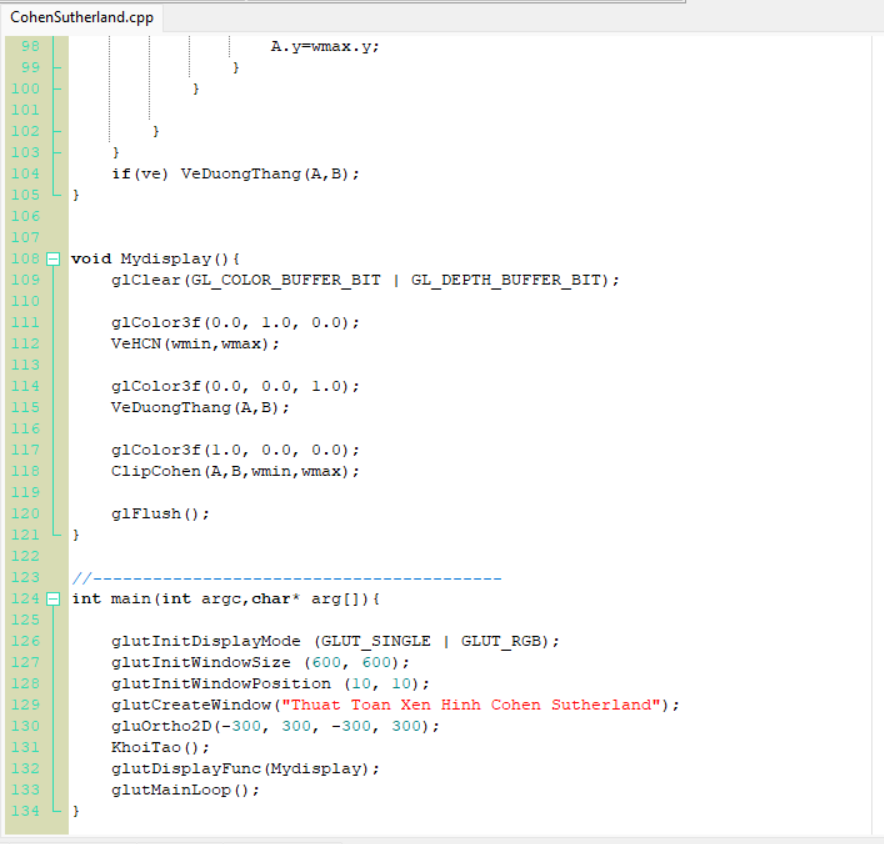 CohenSutherland.cpp
98 A.y=wmax.y;
99 }
100 }
101
102 }
103 }
104 if(ve) VeDuongThang(A,B);
105 }
106
107
108 void Mydisplay(){
109 glClear(GL_COLOR_BUFFER_BIT | GL_DEPTH_BUFFER_BIT);
110
111 glColor3f(0.0, 1.0, 0.0);
112 VeHCN(wmin,wmax);
113
114 glColor3f(0.0, 0.0, 1.0);
115 VeDuongThang(A,B);
116
117 glColor3f(1.0, 0.0, 0.0);
118 ClipCohen(A,B,wmin,wmax);
119
120 glFlush();
121 }
122
123 //-----------------------------------------
124 int main(int argc,char* arg[]){
125
126 glutInitDisplayMode (GLUT_SINGLE | GLUT_RGB);
127 glutInitWindowSize (600, 600);
128 glutInitWindowPosition (10, 10);
129 glutCreateWindow("Thuat Toan Xen Hinh Cohen Sutherland");
130 gluOrtho2D(-300, 300, -300, 300);
131 KhoiTao();
132 glutDisplayFunc(Mydisplay);
133 glutMainLoop();
134 }